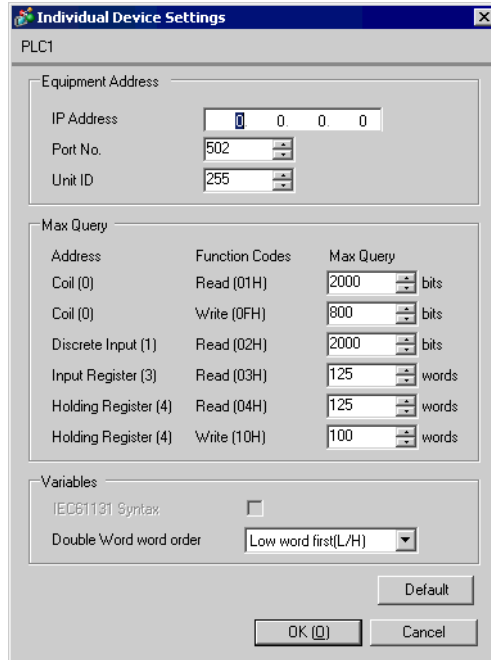 Individual Device Settings
PLC1
Equipment Address
IP Address 0. 0. 0. 0
Port No. 502
Unit ID 255
Max Query
Address Function Codes Max Query
Coil (0) Read (01H) 2000 bits
Coil (0) Write (0FH) 800 bits
Discrete Input (1) Read (02H) 2000 bits
Input Register (3) Read (03H) 125 words
Holding Register (4) Read (04H) 125 words
Holding Register (4) Write (10H) 100 words
Variables
IEC61131 Syntax
Double Word word order Low word first(L/H)
Default
OK (O) Cancel